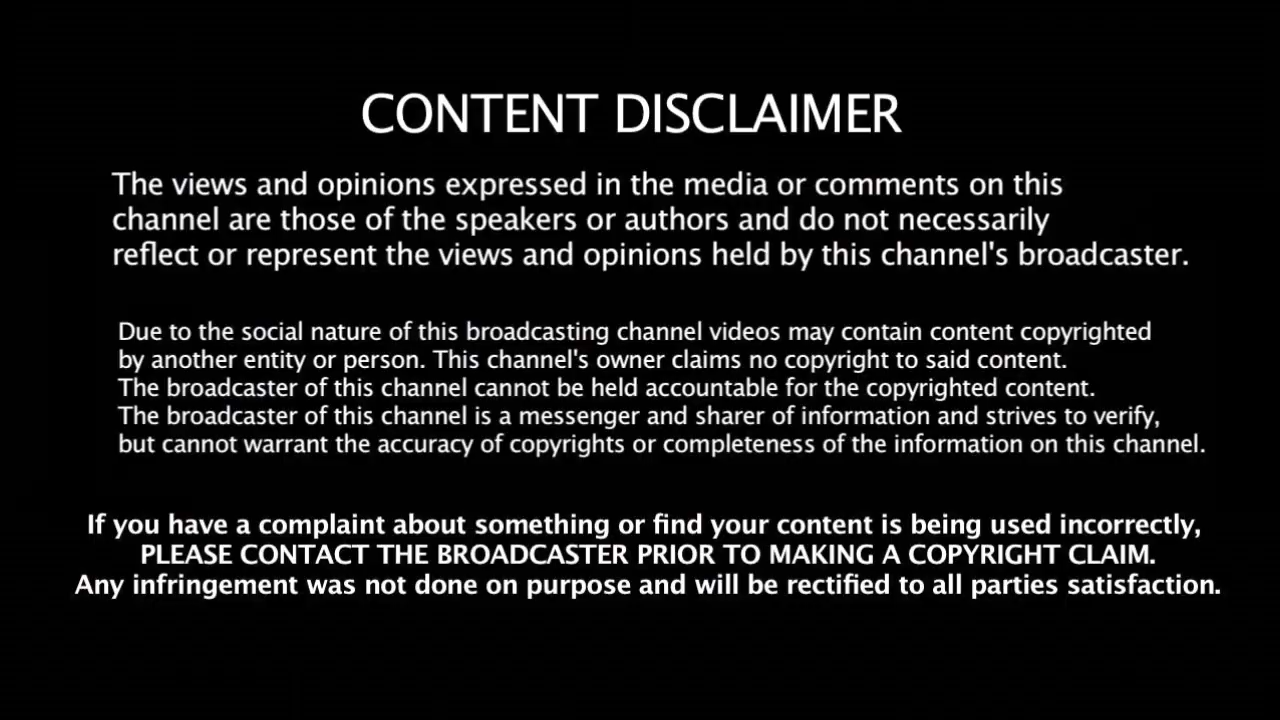 CONTENT DISCLAIMER
The views and opinions expressed in the media or comments on this
channel are those of the speakers or authors and do not necessarily
reflect or represent the views and opinions held by this channel's broadcaster.
Due to the social nature of this broadcasting channel videos may contain content copyrighted
by another entity or person. This channel's owner claims no copyright to said content.
The broadcaster of this channel cannot be held accountable for the copyrighted content.
The broadcaster of this channel is a messenger and sharer of information and strives to verify,
but cannot warrant the accuracy of copyrights or completeness of the information on this channel.
If you have a complaint about something or find your content is being used incorrectly,
PLEASE CONTACT THE BROADCASTER PRIOR TO MAKING A COPYRIGHT CLAIM.
Any infringement was not done on purpose and will be rectified to all parties satisfaction.